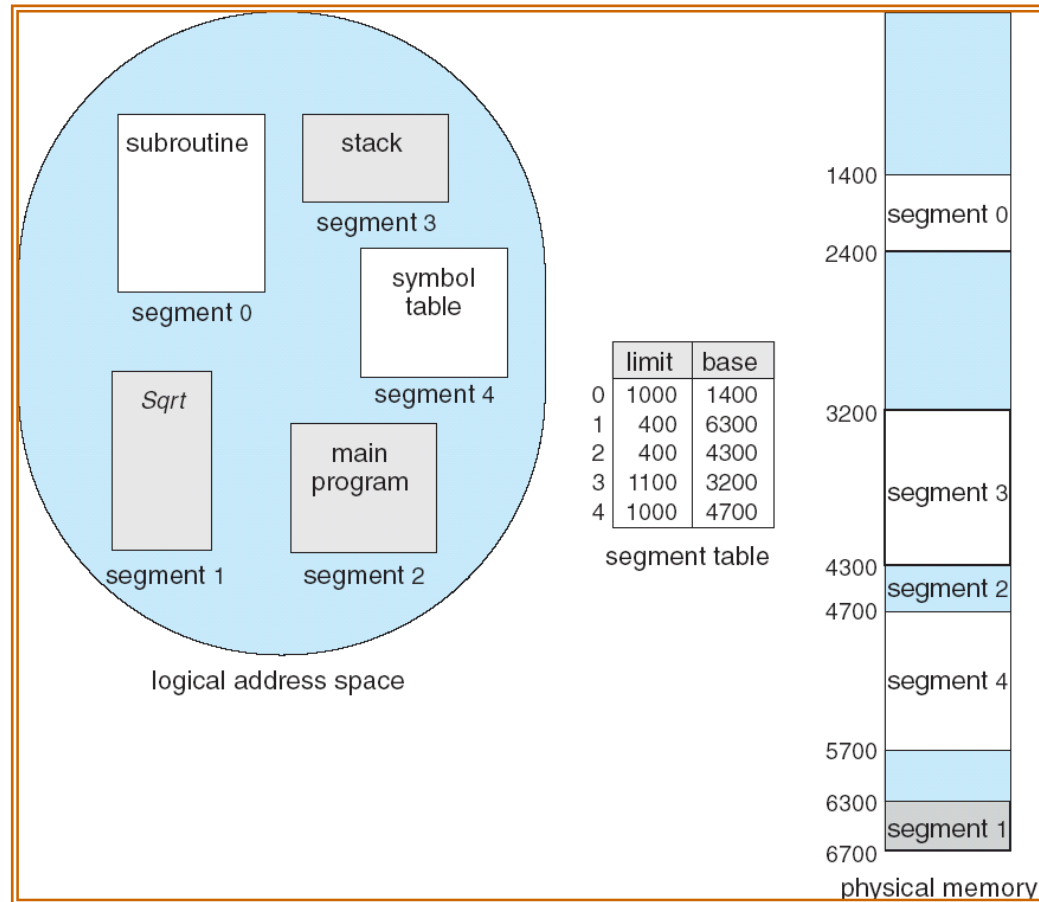 subroutine
segment 0
stack
segment 3
symbol
table
segment 4
Sqrt
segment 1
main
program
segment 2
logical address space
limit base
0 1000 1400
1 400 6300
2 400 4300
3 1100 3200
4 1000 4700
segment table
1400
segment 0
2400
3200
segment 3
4300
segment 2
4700
segment 4
5700
6300
segment 1
6700
physical memory